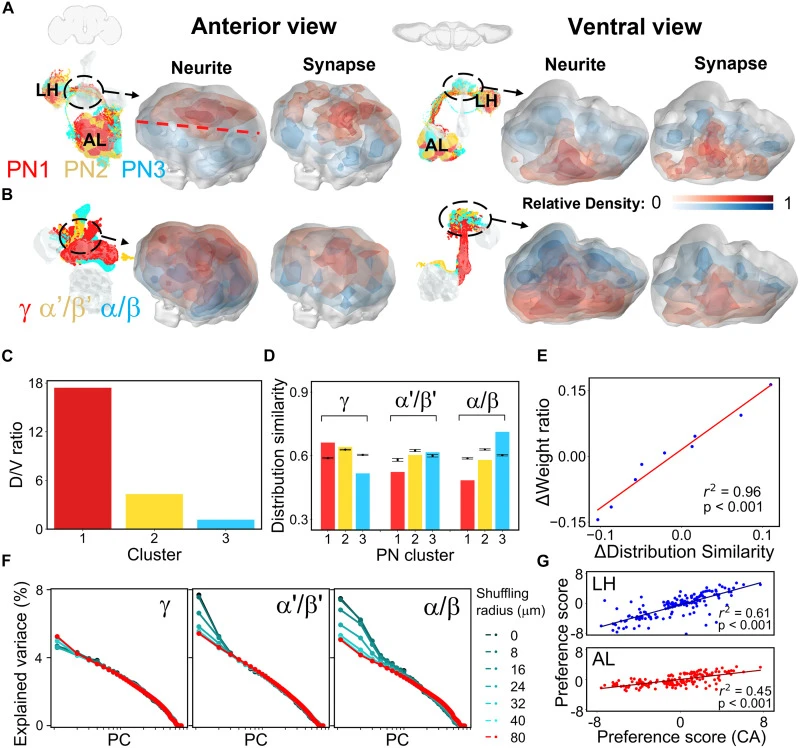 A
Anterior view
Ventral view
Neurite
Synapse
Neurite
Synapse
LH
AL
LH
AL
PN1 PN2 PN3
Relative Density: 0 1
B
γ α'/β' α/β
C
D/V ratio
18
12
6
0
1 2 3
Cluster
D
Distribution similarity
0.9
0.6
0.3
γ α'/β' α/β
1 2 3 1 2 3 1 2 3
PN cluster
E
ΔWeight ratio
0.15
0.00
−0.15
r² = 0.96
p < 0.001
−0.1 0.0 0.1
ΔDistribution Similarity
F
Explained variace (%)
8
4
0
γ α'/β' α/β
PC PC PC
Shuffling
radius (μm)
0
8
16
24
32
40
80
G
Preference score
8
0
-8
LH
r² = 0.61
p < 0.001
8
0
-8
AL
r² = 0.45
p < 0.001
-8 0 8
Preference score (CA)